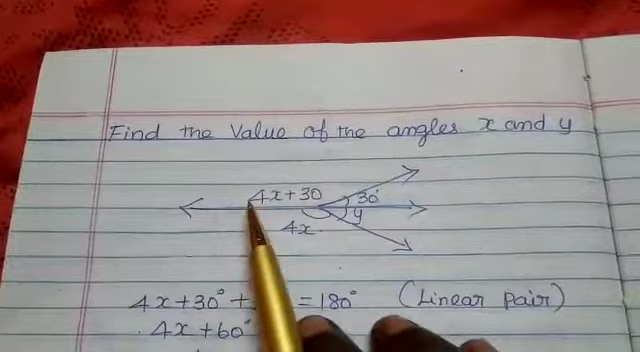 Find the value of the angles x and y
4x+30
30°
4x
y
4x+30°+ =180° (Linear pair)
4x+60°